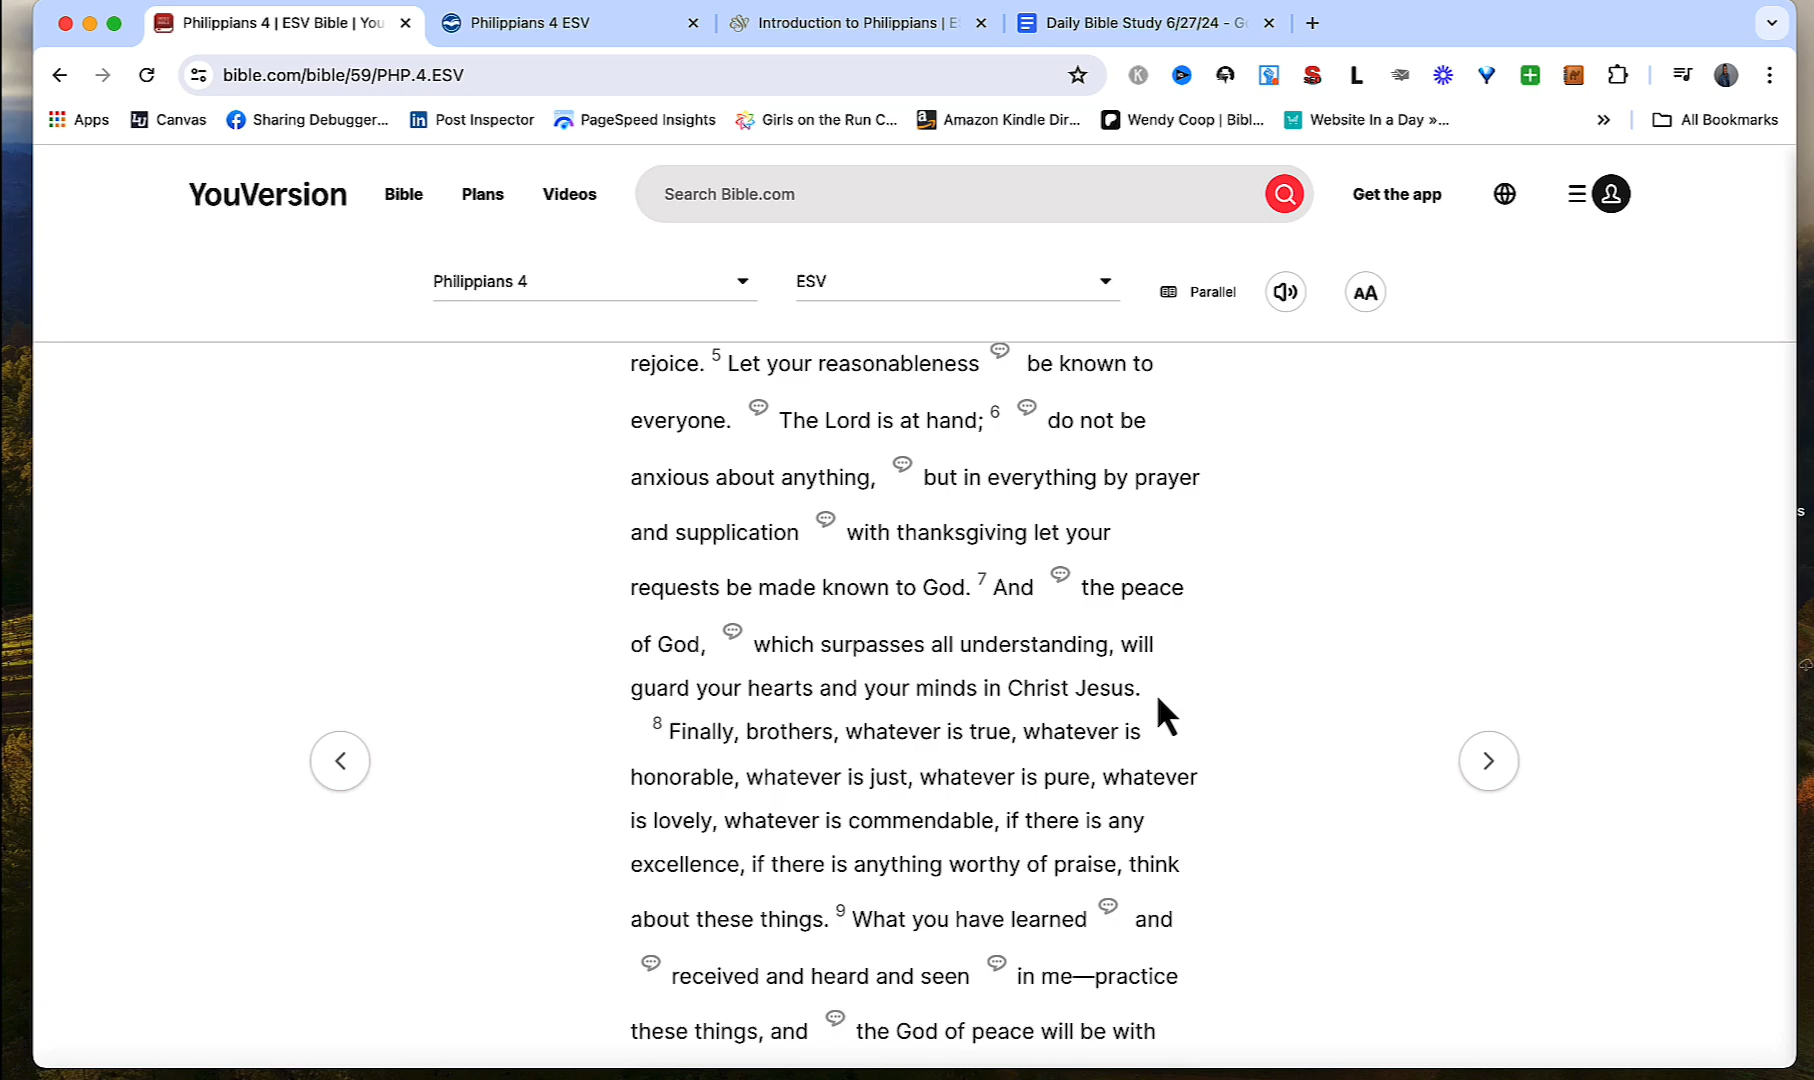 Philippians 4 | ESV Bible | You
Philippians 4 ESV
Introduction to Philippians | E
Daily Bible Study 6/27/24 - Go
bible.com/bible/59/PHP.4.ESV
Apps
Canvas
Sharing Debugger...
Post Inspector
PageSpeed Insights
Girls on the Run C...
Amazon Kindle Dir...
Wendy Coop | Bibl...
Website In a Day »...
All Bookmarks
YouVersion
Bible
Plans
Videos
Search Bible.com
Get the app
Philippians 4
ESV
Parallel
AA
rejoice. 5 Let your reasonableness be known to
everyone. The Lord is at hand; 6 do not be
anxious about anything, but in everything by prayer
and supplication with thanksgiving let your
requests be made known to God. 7 And the peace
of God, which surpasses all understanding, will
guard your hearts and your minds in Christ Jesus.
8 Finally, brothers, whatever is true, whatever is
honorable, whatever is just, whatever is pure, whatever
is lovely, whatever is commendable, if there is any
excellence, if there is anything worthy of praise, think
about these things. 9 What you have learned and
received and heard and seen in me—practice
these things, and the God of peace will be with